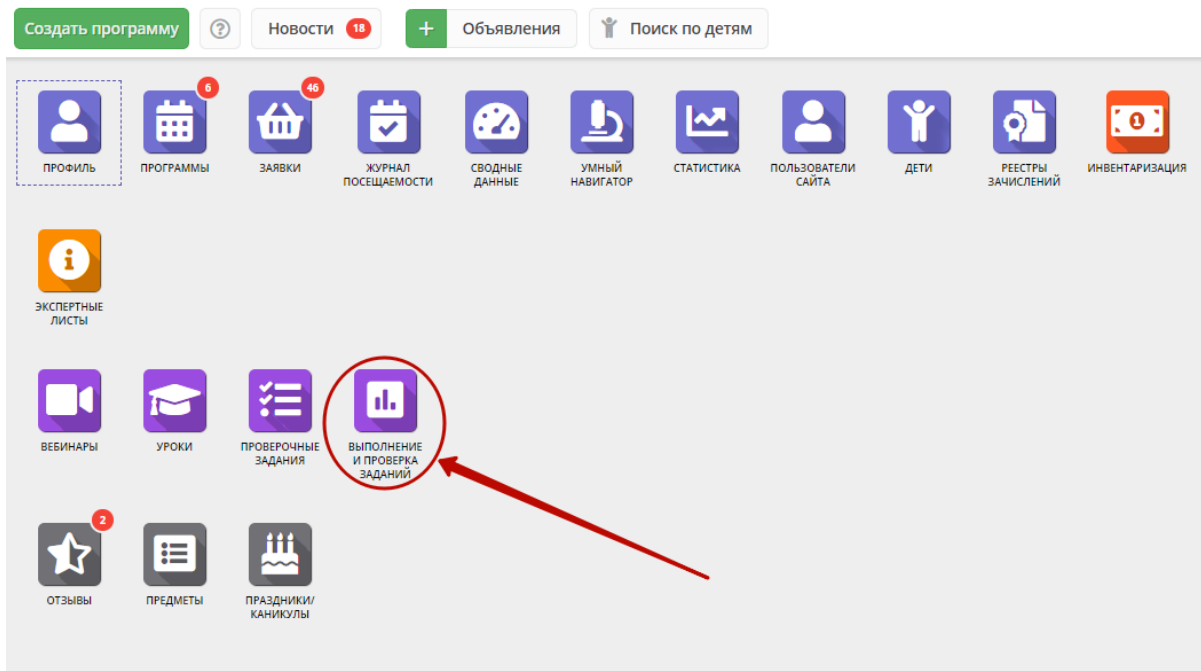 Создать программу
?
Новости 18
+ Объявления
Поиск по детям
6
46
ПРОФИЛЬ
ПРОГРАММЫ
ЗАЯВКИ
ЖУРНАЛ
ПОСЕЩАЕМОСТИ
СВОДНЫЕ
ДАННЫЕ
УМНЫЙ
НАВИГАТОР
СТАТИСТИКА
ПОЛЬЗОВАТЕЛИ
САЙТА
ДЕТИ
РЕЕСТРЫ
ЗАЧИСЛЕНИЙ
1
ИНВЕНТАРИЗАЦИЯ
i
ЭКСПЕРТНЫЕ
ЛИСТЫ
ВЕБИНАРЫ
УРОКИ
ПРОВЕРОЧНЫЕ
ЗАДАНИЯ
ВЫПОЛНЕНИЕ
И ПРОВЕРКА
ЗАДАНИЙ
2
ОТЗЫВЫ
ПРЕДМЕТЫ
ПРАЗДНИКИ/
КАНИКУЛЫ